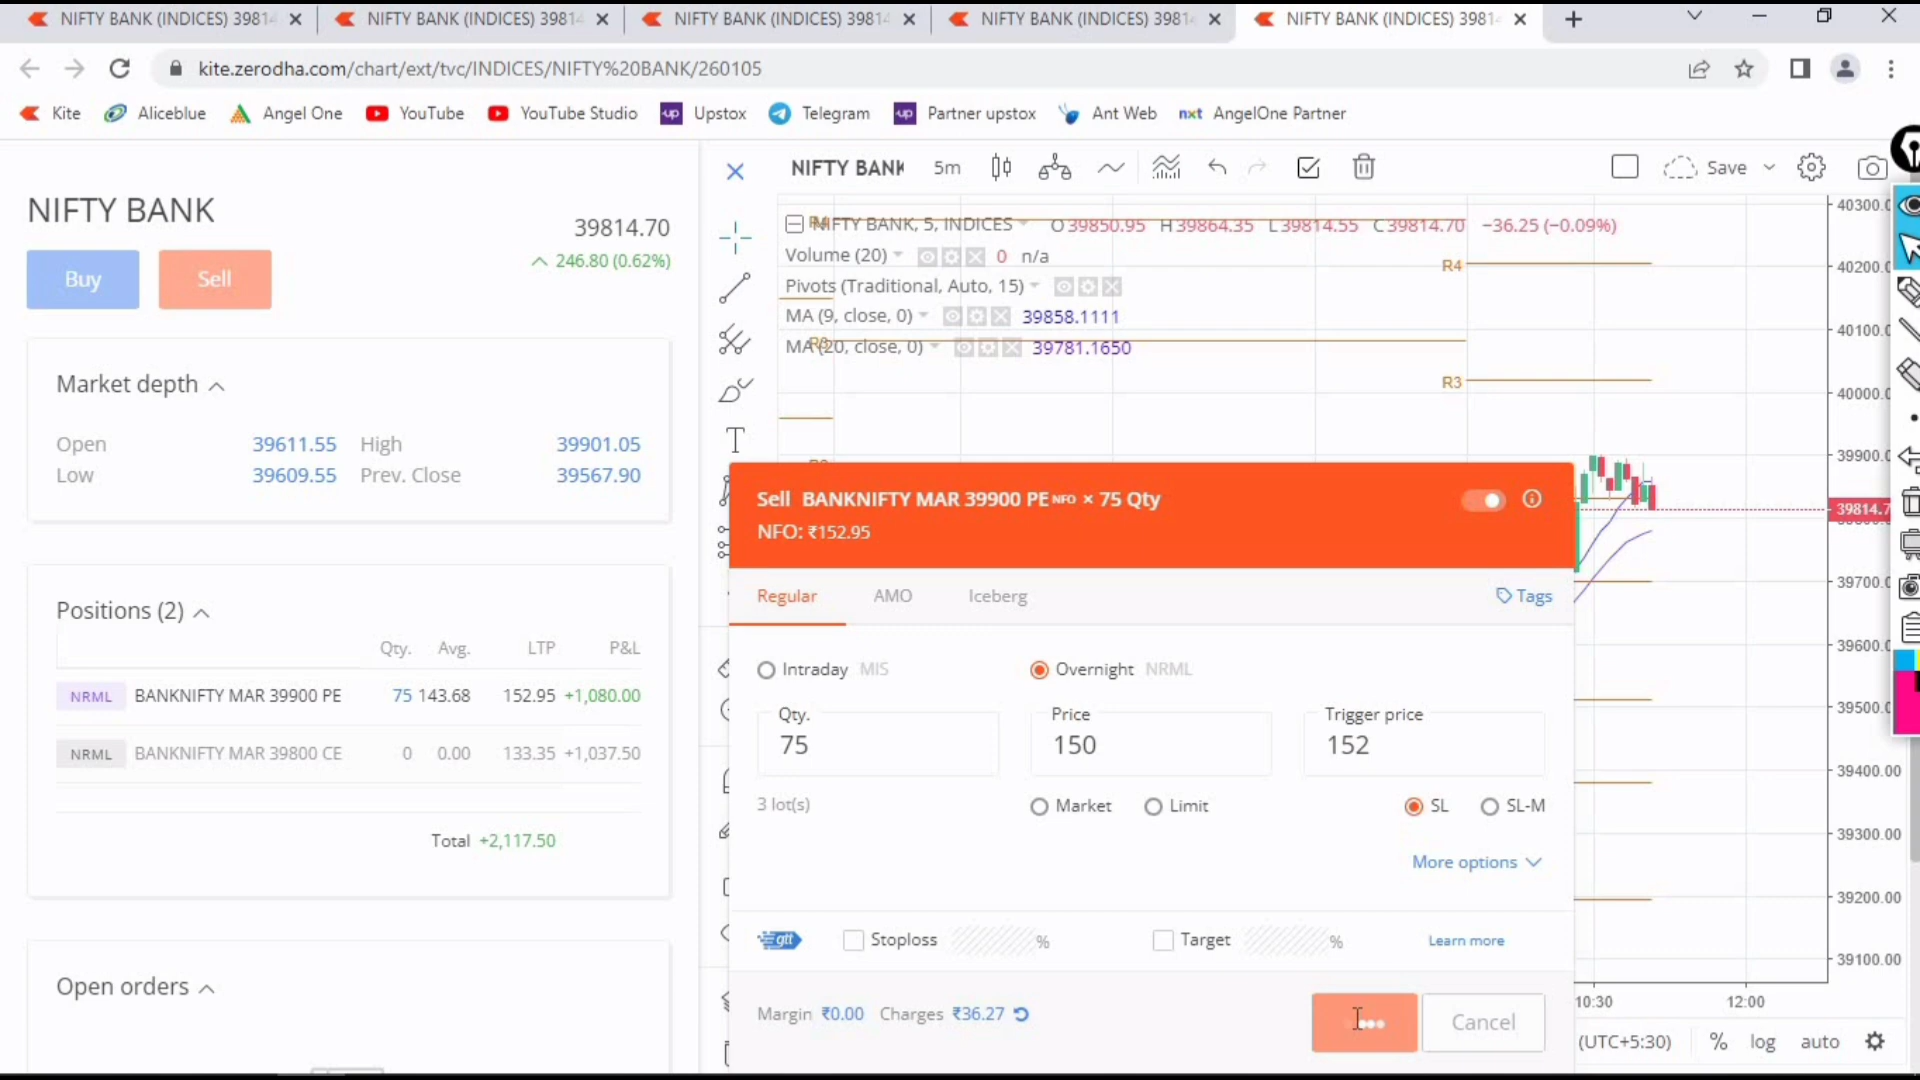 NIFTY BANK (INDICES) 3981
NIFTY BANK (INDICES) 3981
NIFTY BANK (INDICES) 3981
NIFTY BANK (INDICES) 3981
NIFTY BANK (INDICES) 3981
kite.zerodha.com/chart/ext/tvc/INDICES/NIFTY%20BANK/260105
Kite Aliceblue Angel One YouTube YouTube Studio up Upstox Telegram up Partner upstox Ant Web nxt AngelOne Partner
NIFTY BANK
39814.70
246.80 (0.62%)
Buy Sell
Market depth
Open 39611.55 High 39901.05
Low 39609.55 Prev. Close 39567.90
Positions (2)
Qty. Avg. LTP P&L
NRML BANKNIFTY MAR 39900 PE 75 143.68 152.95 +1,080.00
NRML BANKNIFTY MAR 39800 CE 0 0.00 133.35 +1,037.50
Total +2,117.50
Open orders
NIFTY BANK 5m Save
NIFTY BANK, 5, INDICES O39850.95 H39864.35 L39814.55 C39814.70 −36.25 (−0.09%)
Volume (20) 0 n/a
Pivots (Traditional, Auto, 15)
MA (9, close, 0) 39858.1111
MA (20, close, 0) 39781.1650
R4
R3
40300.0
40200.0
40100.0
40000.0
39900.0
39814.7
39700.0
39600.0
39500.0
39400.00
39300.00
39200.00
39100.00
Sell BANKNIFTY MAR 39900 PE NFO × 75 Qty
NFO: ₹152.95
Regular AMO Iceberg Tags
Intraday MIS Overnight NRML
Qty. Price Trigger price
75 150 152
3 lot(s) Market Limit SL SL-M
More options
gtt Stoploss % Target % Learn more
Margin ₹0.00 Charges ₹36.27
Cancel
10:30 12:00
(UTC+5:30) % log auto